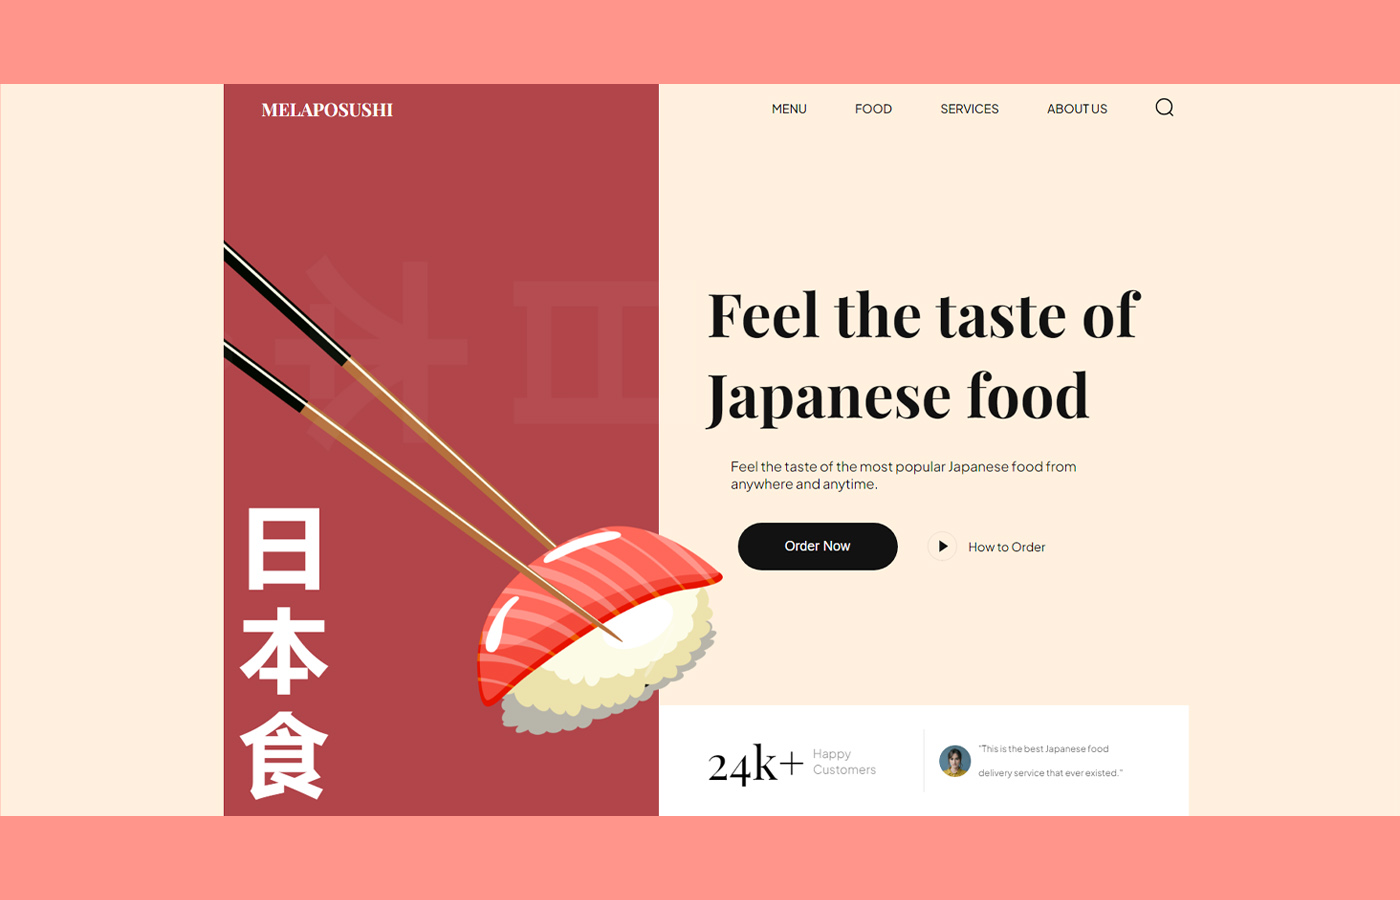 MELAPOSUSHI
MENU FOOD SERVICES ABOUT US
Feel the taste of
Japanese food
Feel the taste of the most popular Japanese food from
anywhere and anytime.
Order Now
How to Order
日
本
食
24k+
Happy
Customers
"This is the best Japanese food
delivery service that ever existed."